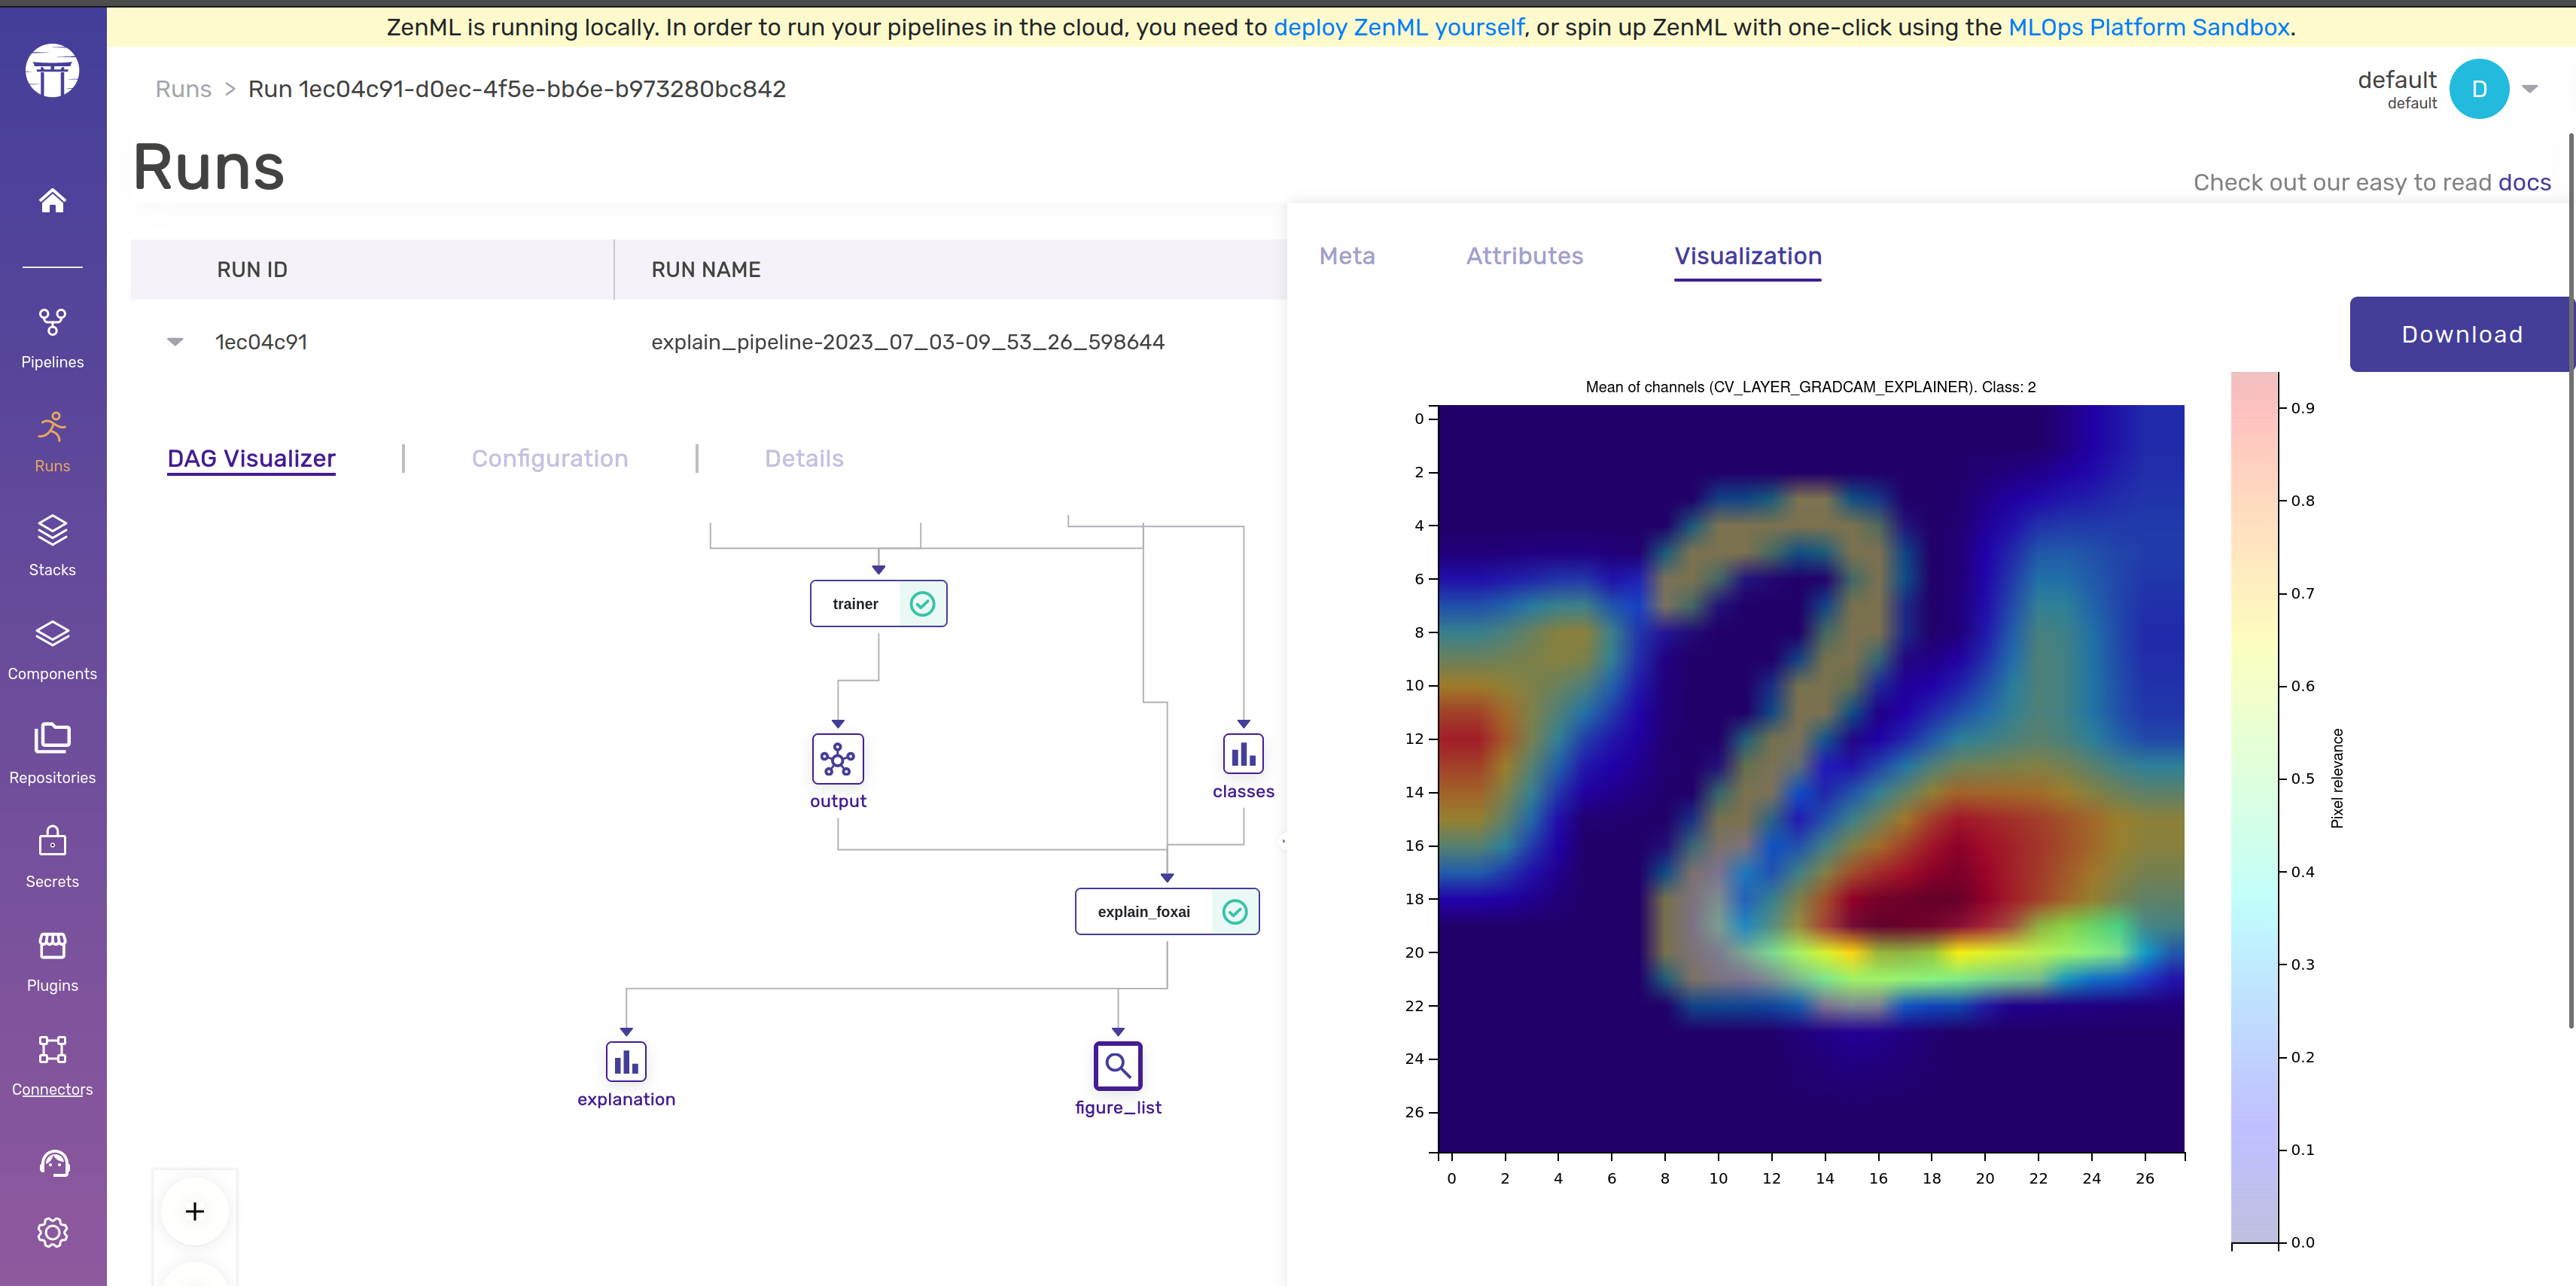 ZenML is running locally. In order to run your pipelines in the cloud, you need to deploy ZenML yourself, or spin up ZenML with one-click using the MLOps Platform Sandbox.
Runs > Run 1ec04c91-d0ec-4f5e-bb6e-b973280bc842
default
default
D
Runs
Check out our easy to read docs
Pipelines
Runs
Stacks
Components
Repositories
Secrets
Plugins
Connectors
RUN ID RUN NAME
1ec04c91 explain_pipeline-2023_07_03-09_53_26_598644
DAG Visualizer | Configuration | Details
trainer
output
classes
explain_foxai
explanation
figure_list
+
Meta Attributes Visualization
Download
Mean of channels (CV_LAYER_GRADCAM_EXPLAINER). Class: 2
0
2
4
6
8
10
12
14
16
18
20
22
24
26
0 2 4 6 8 10 12 14 16 18 20 22 24 26
0.9
0.8
0.7
0.6
0.5
0.4
0.3
0.2
0.1
0.0
Pixel relevance